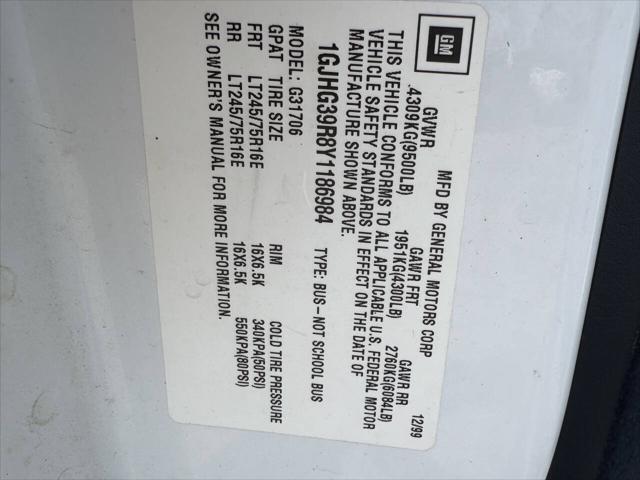 GM
MFD BY GENERAL MOTORS CORP 12/99
GVWR GAWR FRT GAWR RR
4309KG(9500LB) 1951KG(4300LB) 2760KG(6084LB)
THIS VEHICLE CONFORMS TO ALL APPLICABLE U.S. FEDERAL MOTOR
VEHICLE SAFETY STANDARDS IN EFFECT ON THE DATE OF
MANUFACTURE SHOWN ABOVE.
1GJHG39R8Y1186984 TYPE: BUS–NOT SCHOOL BUS
MODEL: G31706
GPAT TIRE SIZE RIM COLD TIRE PRESSURE
FRT LT245/75R16E 16X6.5K 340KPA(50PSI)
RR LT245/75R16E 16X6.5K 550KPA(80PSI)
SEE OWNER'S MANUAL FOR MORE INFORMATION.